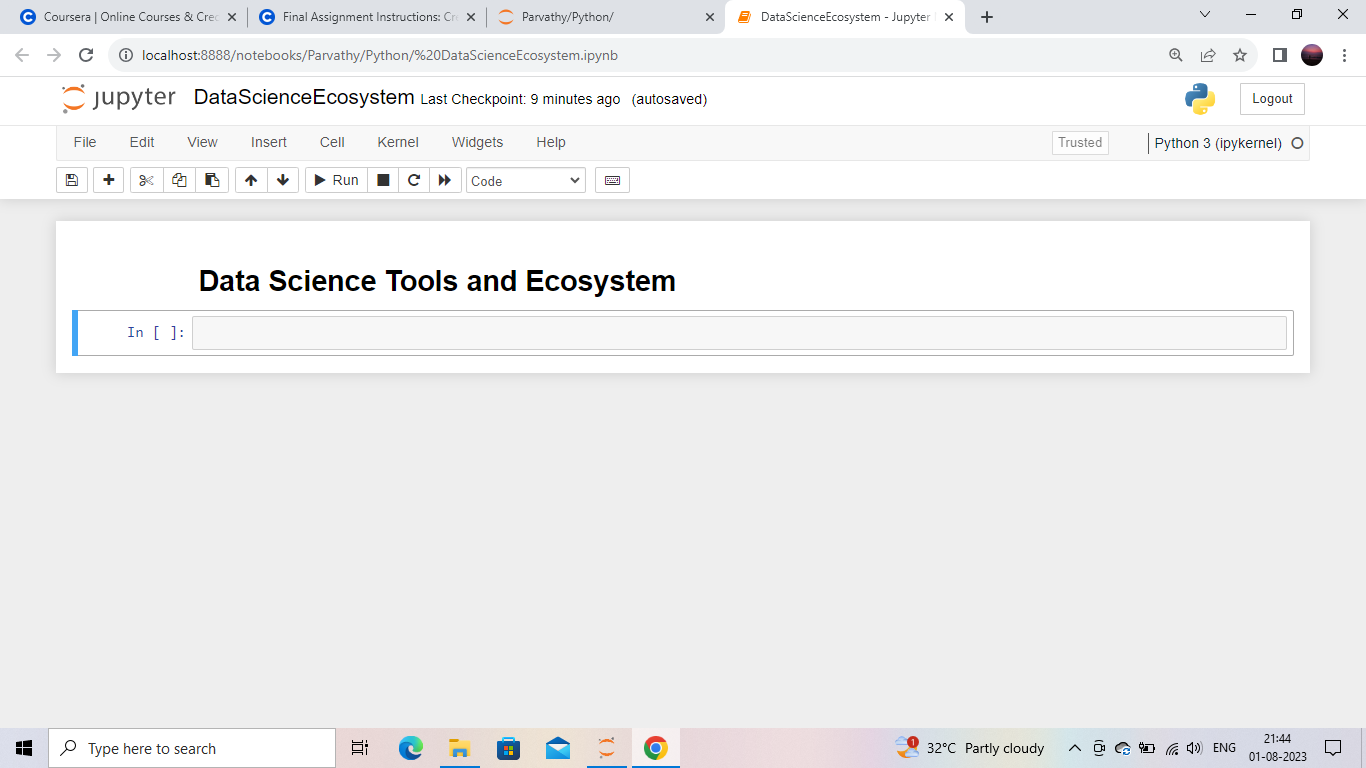 Coursera | Online Courses & Cred
Final Assignment Instructions: Cre
Parvathy/Python/
DataScienceEcosystem - Jupyter
localhost:8888/notebooks/Parvathy/Python/%20DataScienceEcosystem.ipynb
jupyter DataScienceEcosystem Last Checkpoint: 9 minutes ago (autosaved)
Logout
File Edit View Insert Cell Kernel Widgets Help
Trusted
Python 3 (ipykernel)
Run
Code
Data Science Tools and Ecosystem
In [ ]:
Type here to search
1
32°C Partly cloudy
ENG
21:44
01-08-2023